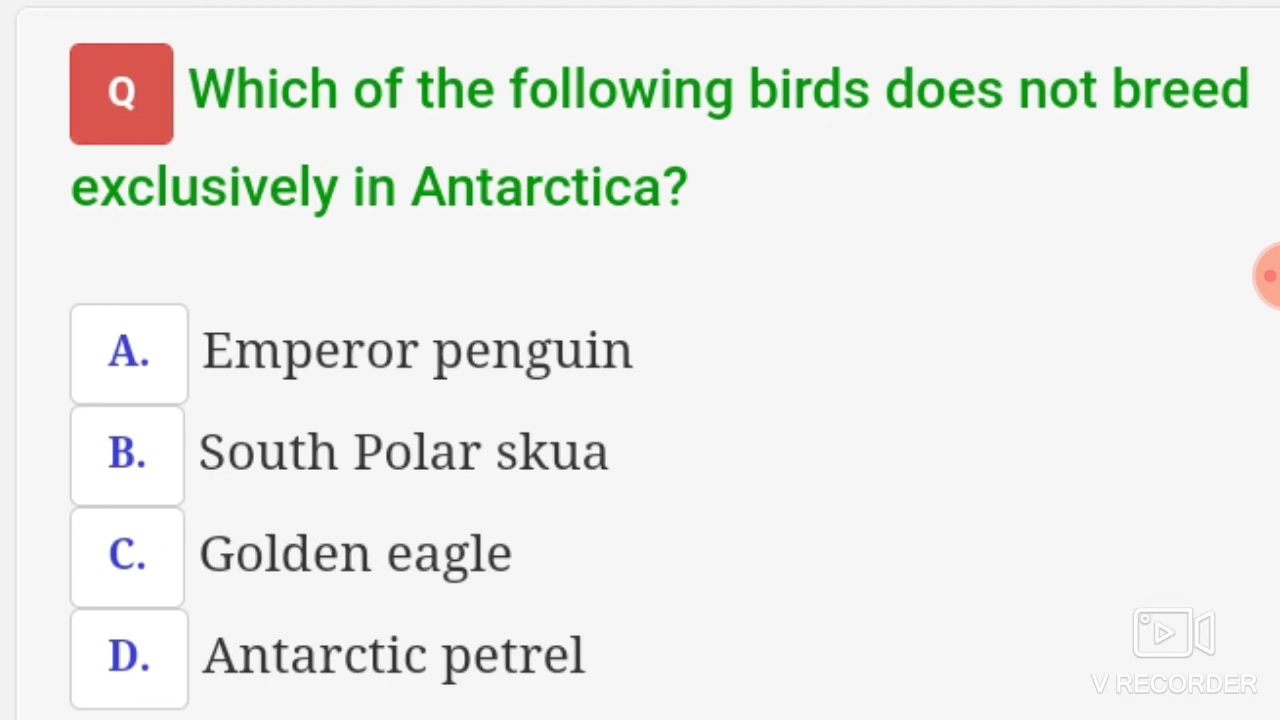 Q Which of the following birds does not breed
exclusively in Antarctica?
A. Emperor penguin
B. South Polar skua
C. Golden eagle
D. Antarctic petrel
V RECORDER